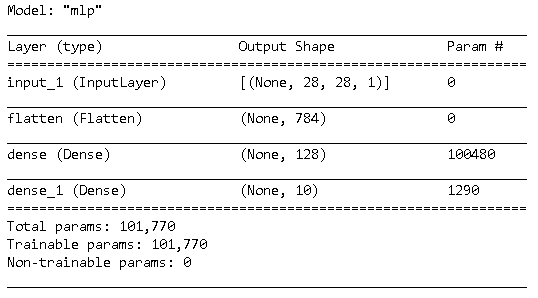 Model: "mlp"
Layer (type) Output Shape Param #
input_1 (InputLayer) [(None, 28, 28, 1)] 0
flatten (Flatten) (None, 784) 0
dense (Dense) (None, 128) 100480
dense_1 (Dense) (None, 10) 1290
Total params: 101,770
Trainable params: 101,770
Non-trainable params: 0